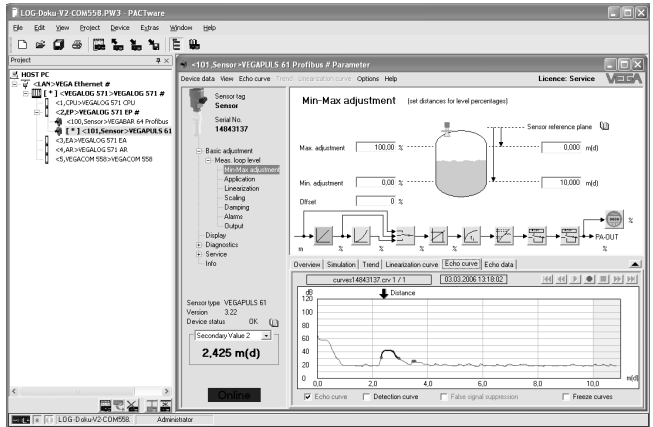 LOG-Doku-V2-COM558.PW3 - PACTware
File Edit View Project Device Extras Window Help
Project
HOST PC
<LAN>VEGA Ethernet #
[ * ] <VEGALOG 571>VEGALOG 571 #
<1,CPU>VEGALOG 571 CPU
<2,EP>VEGALOG 571 EP #
<100,Sensor>VEGABAR 64 Profibus
[ * ] <101,Sensor>VEGAPULS 61
<3,EA>VEGALOG 571 EA
<4,AR>VEGALOG 571 AR
<5,VEGACOM 558>VEGACOM 558
<101,Sensor>VEGAPULS 61 Profibus # Parameter
Device data View Echo curve Trend Linearization curve Options Help
Licence: Service
VEGA
Sensor tag
Sensor
Serial No.
14843137
Basic adjustment
Meas. loop level
Min-Max adjustment
Application
Linearization
Scaling
Damping
Alarms
Output
Display
Diagnostics
Service
Info
Sensor type VEGAPULS 61
Version 3.22
Device status OK
Secondary Value 2
2,425 m(d)
Online
Min-Max adjustment (set distances for level percentages)
Sensor reference plane
Max. adjustment 100,00 % 0,000 m(d)
Min. adjustment 0,00 % 10,000 m(d)
Offset 0 %
%
PA-OUT
m % % % % %
Overview Simulation Trend Linearization curve Echo curve Echo data
curves14843137.crv 1 / 1 03.03.2006 13:18:02
dB
Distance
120
100
80
60
40
20
0
0,0 2,0 4,0 6,0 8,0 10,0 m(d)
Echo curve Detection curve False signal suppression Freeze curves
LOG-Doku-V2-COM558. Administrator